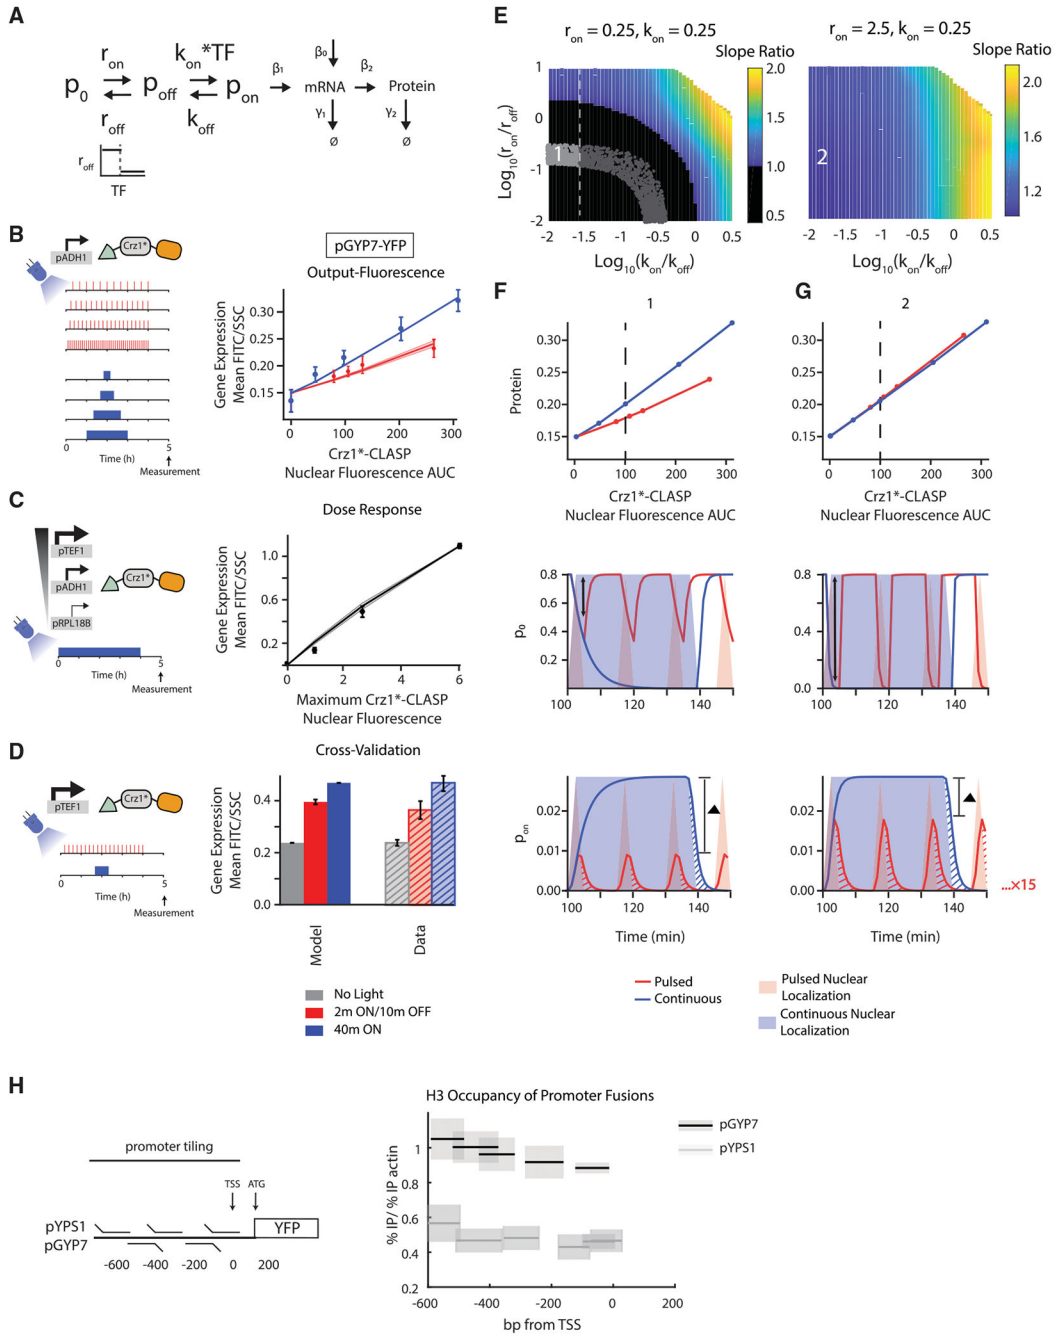 A
r_on k_on*TF
p_0 p_off p_on β_1 mRNA β_2 Protein
β_0
r_off k_off γ_1 γ_2
ø ø
r_off
TF
B
pADH1 Crz1*
0 5
Time (h)
Measurement
pGYP7-YFP
Output-Fluorescence
Gene Expression
Mean FITC/SSC
0.30
0.25
0.20
0.15
0 100 200 300
Crz1*-CLASP
Nuclear Fluorescence AUC
C
pTEF1
pADH1 Crz1*
pRPL18B
0 5
Time (h)
Measurement
Dose Response
Gene Expression
Mean FITC/SSC
1.0
0.6
0.2
0 2 4 6
Maximum Crz1*-CLASP
Nuclear Fluorescence
D
pTEF1 Crz1*
0 5
Time (h)
Measurement
Cross-Validation
Gene Expression
Mean FITC/SSC
0.4
0.2
0.0
Model
Data
No Light
2m ON/10m OFF
40m ON
E
r_on = 0.25, k_on = 0.25
Slope Ratio
Log10(r_on/r_off)
1
0
-1
-2
1
-2 -1.5 -1 -0.5 0 0.5
Log10(k_on/k_off)
2.0
1.5
1.0
0.5
r_on = 2.5, k_on = 0.25
Slope Ratio
2
-2 -1.5 -1 -0.5 0 0.5
Log10(k_on/k_off)
2.0
1.8
1.6
1.4
1.2
F
1
Protein
0.30
0.25
0.20
0.15
0 100 200 300
Crz1*-CLASP
Nuclear Fluorescence AUC
p_0
0.8
0.6
0.4
0.2
100 120 140
p_on
0.02
0.01
0.00
100 120 140
Time (min)
G
2
0.30
0.25
0.20
0.15
0 100 200 300
Crz1*-CLASP
Nuclear Fluorescence AUC
0.8
0.6
0.4
0.2
0.0
100 120 140
0.02
0.01
0.00
100 120 140
...×15
Time (min)
Pulsed
Continuous
Pulsed Nuclear
Localization
Continuous Nuclear
Localization
H
promoter tiling
TSS ATG
pYPS1 YFP
pGYP7
-600 -400 -200 0 200
H3 Occupancy of Promoter Fusions
% IP/ % IP actin
1
0.8
0.6
0.4
0.2
-600 -400 -200 0 200
bp from TSS
pGYP7
pYPS1